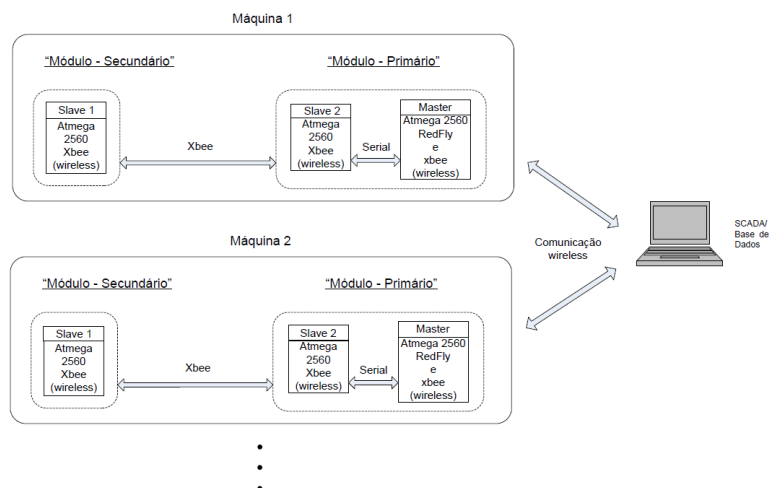 Máquina 1
“Módulo - Secundário”
“Módulo - Primário”
Slave 1
Atmega
2560
Xbee
(wireless)
Xbee
Slave 2
Atmega
2560
Xbee
(wireless)
Serial
Master
Atmega 2560
RedFly
e
xbee
(wireless)
Comunicação
wireless
SCADA/
Base de
Dados
Máquina 2
“Módulo - Secundário”
“Módulo - Primário”
Slave 1
Atmega
2560
Xbee
(wireless)
Xbee
Slave 2
Atmega
2560
Xbee
(wireless)
Serial
Master
Atmega 2560
RedFly
e
xbee
(wireless)